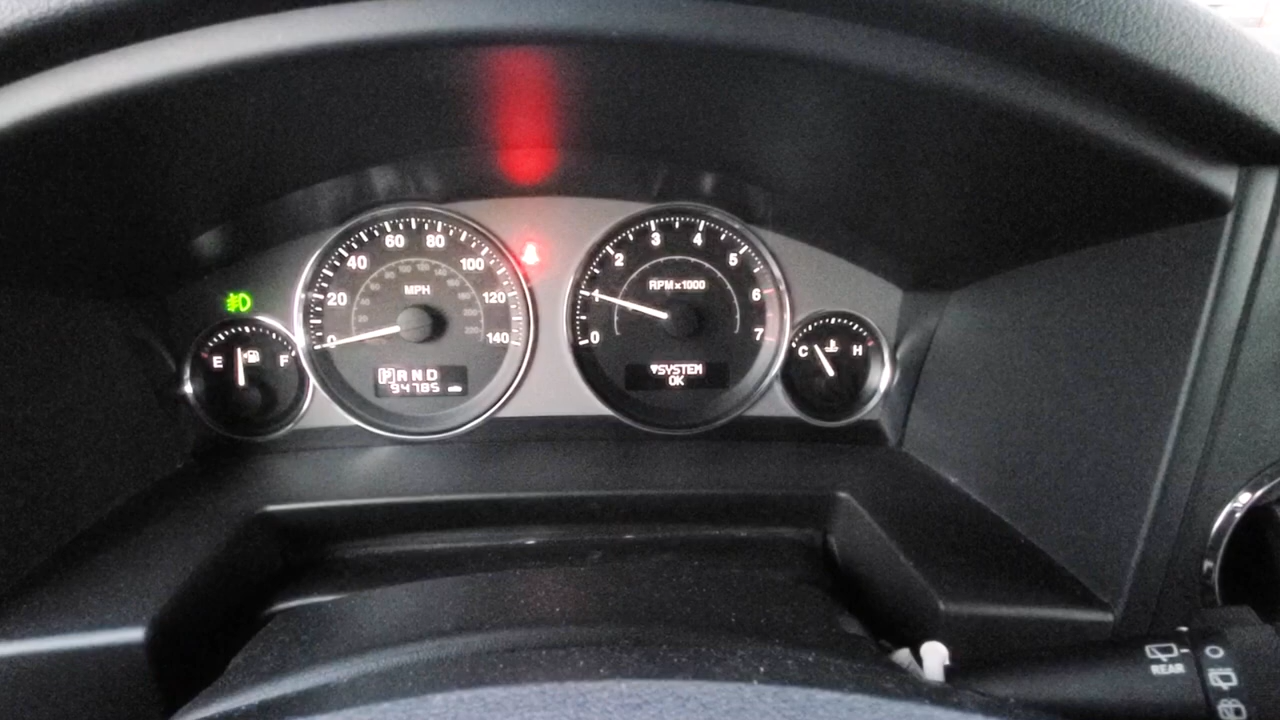 60 80
40 100
20 120
0 140
MPH
P R N D
94785
E F
3 4
2 5
1 6
0 7
RPM×1000
▼SYSTEM
OK
C H
REAR